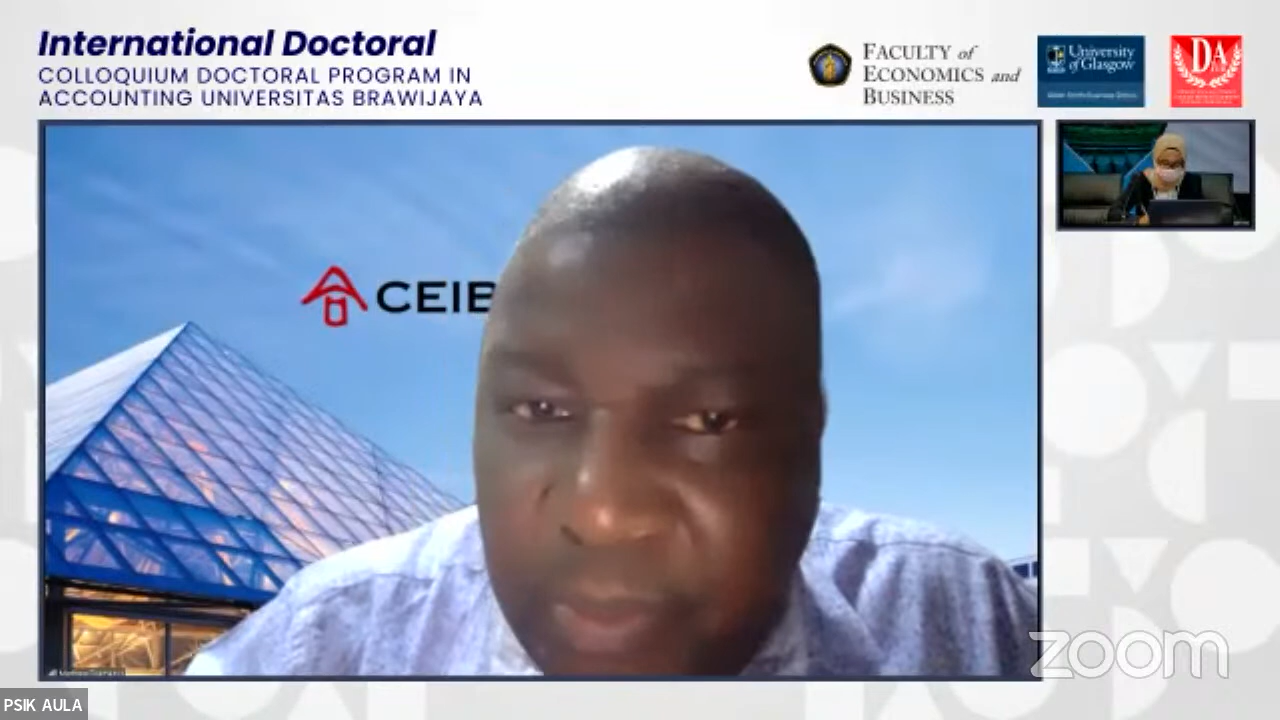 International Doctoral
COLLOQUIUM DOCTORAL PROGRAM IN
ACCOUNTING UNIVERSITAS BRAWIJAYA
FACULTY of
ECONOMICS and
BUSINESS
University
of Glasgow
DA
CEIB
zoom
PSIK AULA